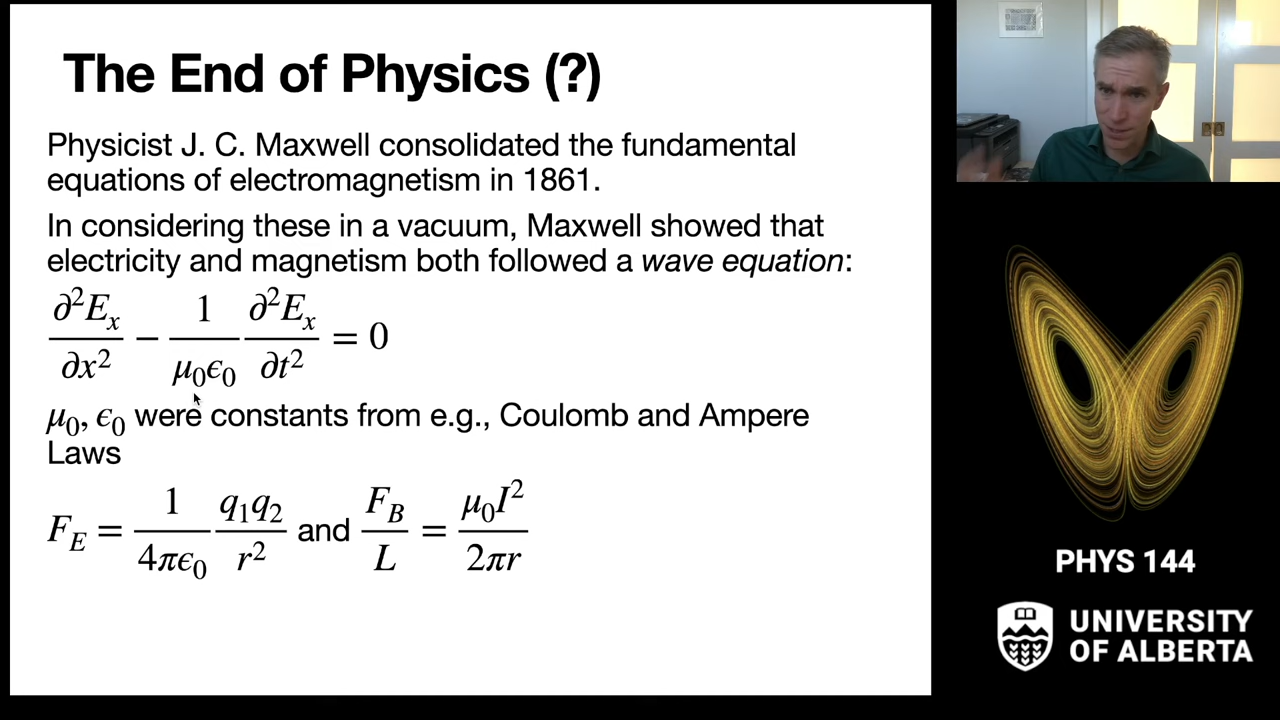 The End of Physics (?)
Physicist J. C. Maxwell consolidated the fundamental
equations of electromagnetism in 1861.
In considering these in a vacuum, Maxwell showed that
electricity and magnetism both followed a wave equation:
∂²Eₓ/∂x² − 1/(μ₀ϵ₀) ∂²Eₓ/∂t² = 0
μ₀, ϵ₀ were constants from e.g., Coulomb and Ampere
Laws
F_E = 1/(4πϵ₀) q₁q₂/r² and F_B/L = μ₀I²/(2πr)
PHYS 144
UNIVERSITY
OF ALBERTA